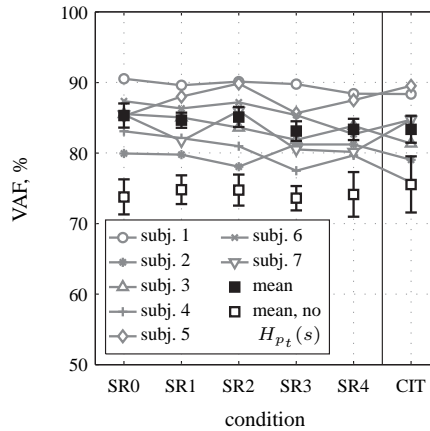 100
90
80
70
60
50
VAF, %
subj. 1
subj. 2
subj. 3
subj. 4
subj. 5
subj. 6
subj. 7
mean
mean, no
H_{p_t}(s)
SR0 SR1 SR2 SR3 SR4 CIT
condition